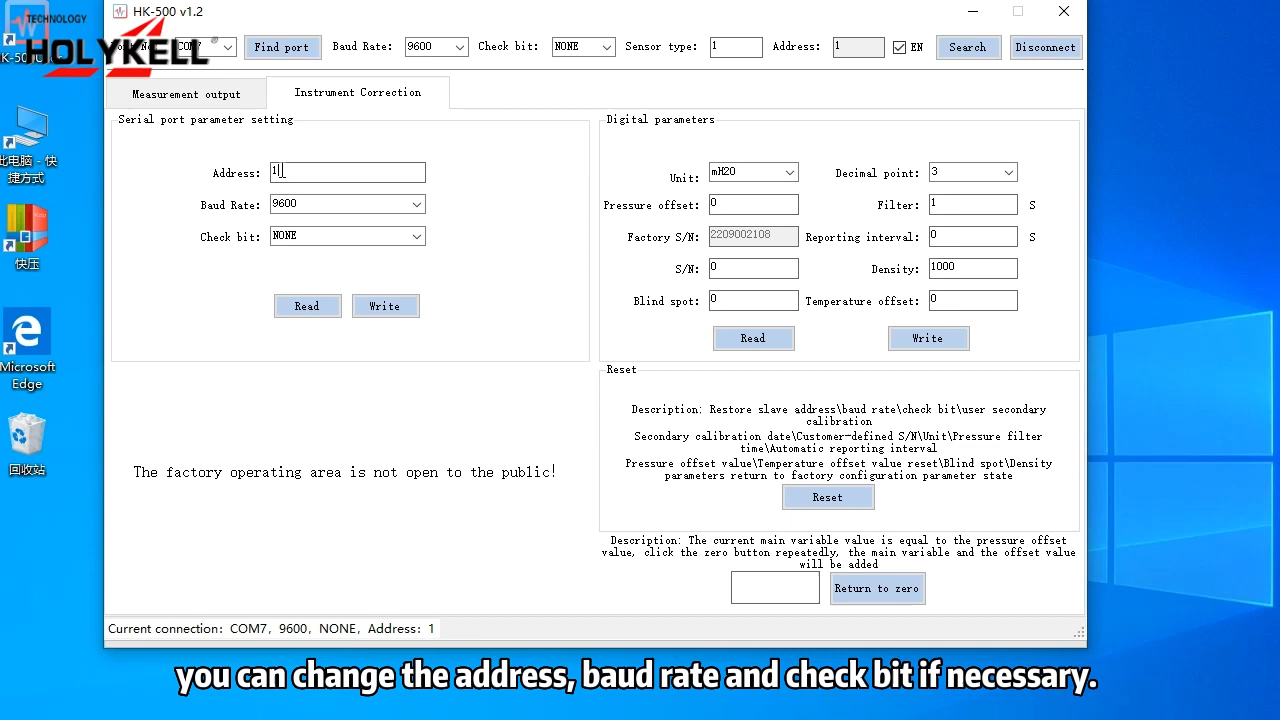 TECHNOLOGY
HOLYKELL®
HK-500 v1.2
Find port
Baud Rate:
9600
Check bit:
NONE
Sensor type:
1
Address:
1
EN
Search
Disconnect
Measurement output
Instrument Correction
Serial port parameter setting
Address:
1
Baud Rate:
9600
Check bit:
NONE
Read
Write
Digital parameters
Unit:
mH2O
Decimal point:
3
Pressure offset:
0
Filter:
1
S
Factory S/N:
2209002108
Reporting interval:
0
S
S/N:
0
Density:
1000
Blind spot:
0
Temperature offset:
0
Read
Write
Reset
Description: Restore slave address\baud rate\check bit\user secondary
calibration
Secondary calibration date\Customer-defined S/N\Unit\Pressure filter
time\Automatic reporting interval
Pressure offset value\Temperature offset value reset\Blind spot\Density
parameters return to factory configuration parameter state
Reset
The factory operating area is not open to the public!
Description: The current main variable value is equal to the pressure offset
value, click the zero button repeatedly, the main variable and the offset value
will be added
Return to zero
Current connection: COM7, 9600, NONE, Address: 1
此电脑 - 快
捷方式
快压
Microsoft
Edge
回收站
you can change the address, baud rate and check bit if necessary.